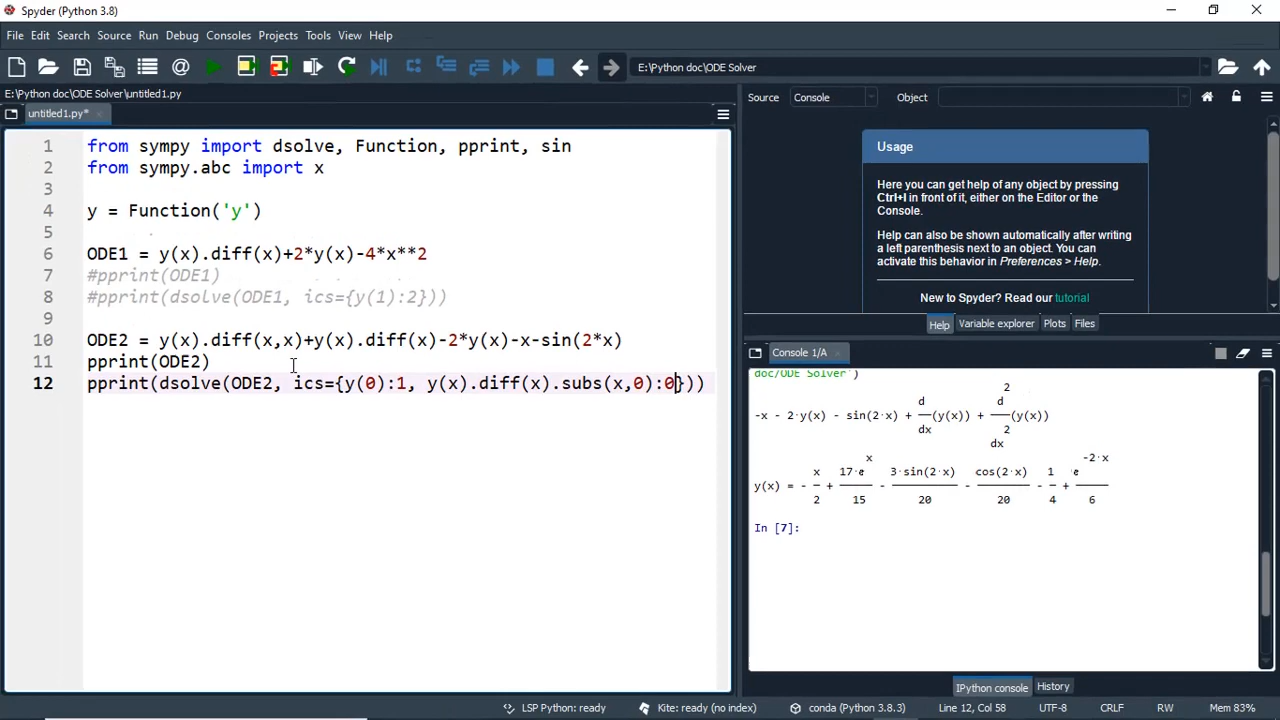 Spyder (Python 3.8)
File Edit Search Source Run Debug Consoles Projects Tools View Help
E:\Python doc\ODE Solver
E:\Python doc\ODE Solver\untitled1.py
untitled1.py*
1 from sympy import dsolve, Function, pprint, sin
2 from sympy.abc import x
3
4 y = Function('y')
5
6 ODE1 = y(x).diff(x)+2*y(x)-4*x**2
7 #pprint(ODE1)
8 #pprint(dsolve(ODE1, ics={y(1):2}))
9
10 ODE2 = y(x).diff(x,x)+y(x).diff(x)-2*y(x)-x-sin(2*x)
11 pprint(ODE2)
12 pprint(dsolve(ODE2, ics={y(0):1, y(x).diff(x).subs(x,0):0}))
Source Console Object
Usage
Here you can get help of any object by pressing
Ctrl+I in front of it, either on the Editor or the
Console.
Help can also be shown automatically after writing
a left parenthesis next to an object. You can
activate this behavior in Preferences > Help.
New to Spyder? Read our tutorial
Help Variable explorer Plots Files
Console 1/A
doc/ODE Solver')
2
d d
-x - 2·y(x) - sin(2·x) + ──(y(x)) + ───(y(x))
dx 2
dx
x -2·x
x 17·e 3·sin(2·x) cos(2·x) 1 e
y(x) = - ─ + ───── - ────────── - ──────── - ─ + ─────
2 15 20 20 4 6
In [7]:
IPython console History
LSP Python: ready Kite: ready (no index) conda (Python 3.8.3) Line 12, Col 58 UTF-8 CRLF RW Mem 83%